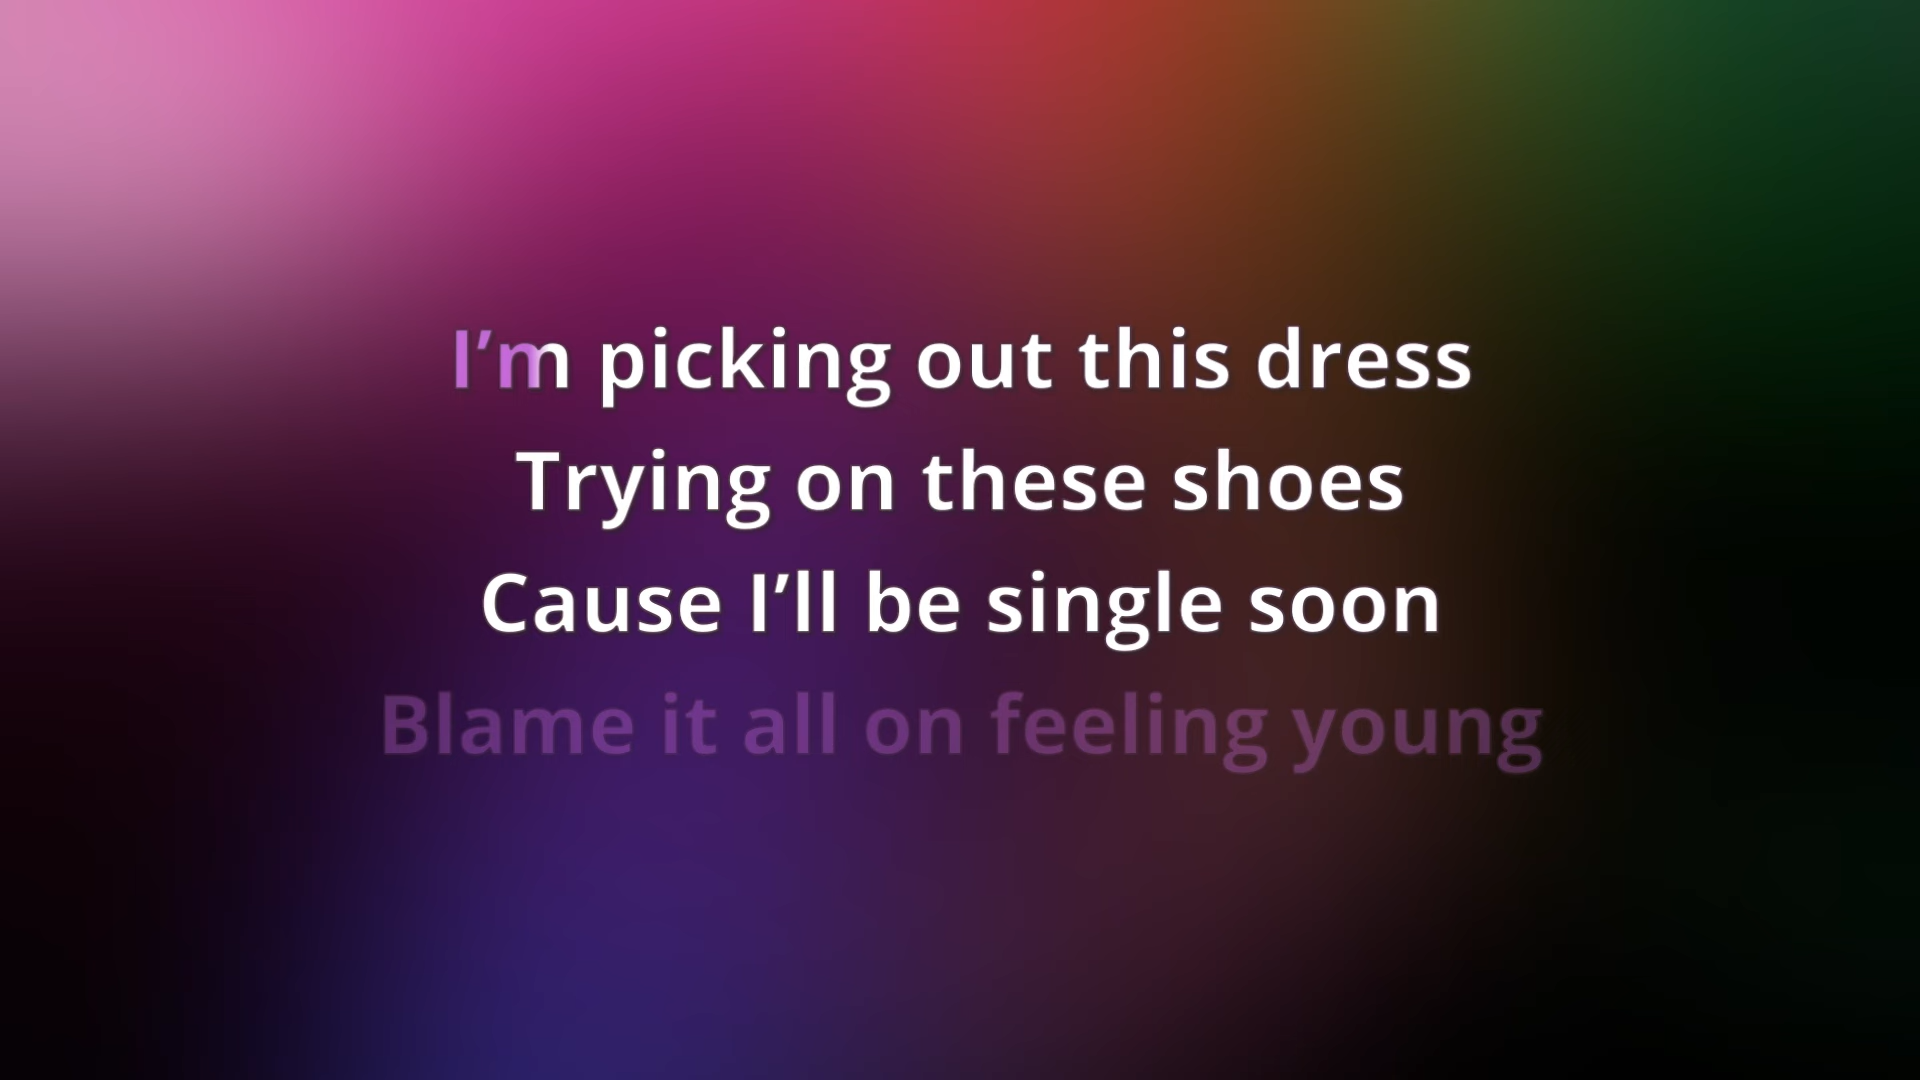 I’m picking out this dress
Trying on these shoes
Cause I’ll be single soon
Blame it all on feeling young